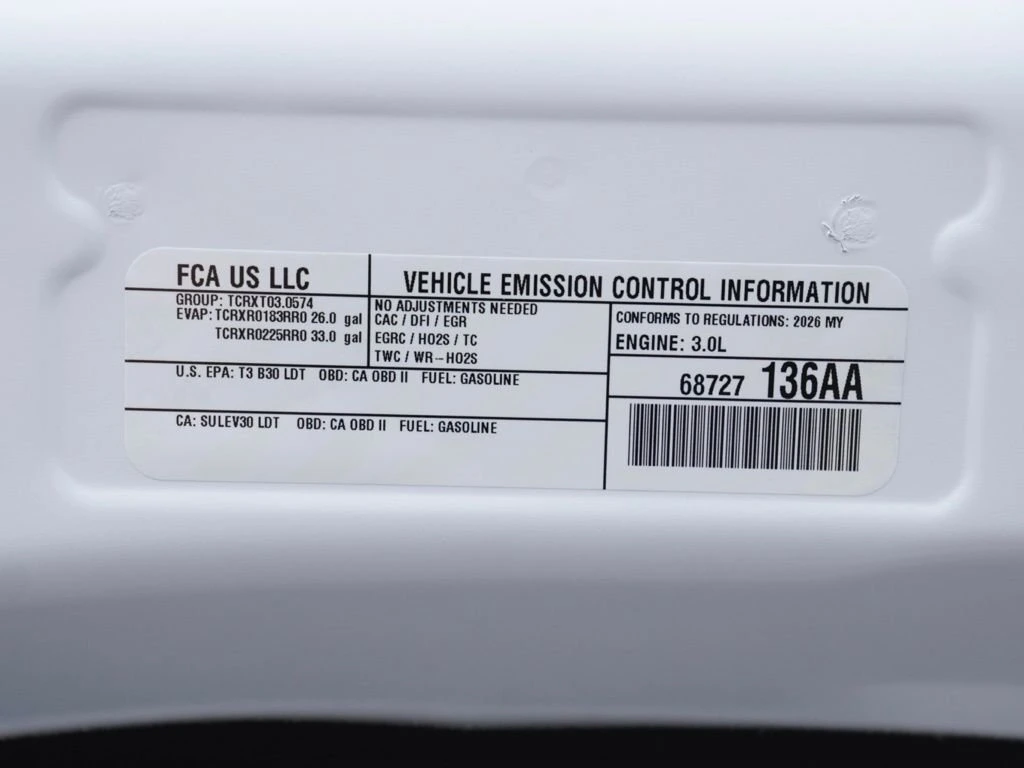 FCA US LLC
VEHICLE EMISSION CONTROL INFORMATION
GROUP: TCRXT03.0574
EVAP: TCRXR0183RR0 26.0 gal
TCRXR0225RR0 33.0 gal
NO ADJUSTMENTS NEEDED
CAC / DFI / EGR
EGRC / HO2S / TC
TWC / WR-HO2S
CONFORMS TO REGULATIONS: 2026 MY
ENGINE: 3.0L
U.S. EPA: T3 B30 LDT OBD: CA OBD II FUEL: GASOLINE
68727 136AA
CA: SULEV30 LDT OBD: CA OBD II FUEL: GASOLINE